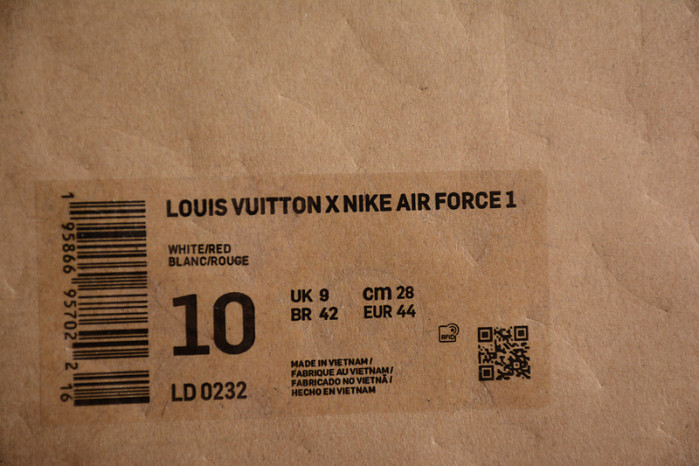 LOUIS VUITTON X NIKE AIR FORCE 1
WHITE/RED
BLANC/ROUGE
10
UK 9 cm 28
BR 42 EUR 44
MADE IN VIETNAM /
FABRIQUE AU VIETNAM /
FABRICADO NO VIETNÃ /
HECHO EN VIETNAM
LD 0232
RFID
1 95866 95702 2 16